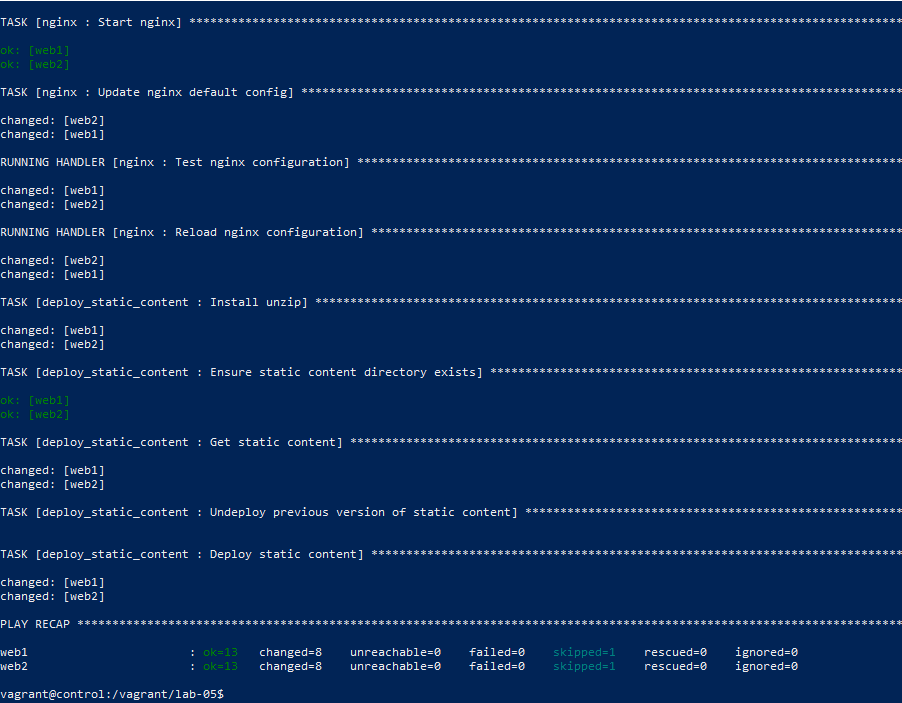 TASK [nginx : Start nginx] ******************************************************************************************************
ok: [web1]
ok: [web2]
TASK [nginx : Update nginx default config] **************************************************************************************
changed: [web2]
changed: [web1]
RUNNING HANDLER [nginx : Test nginx configuration] ******************************************************************************
changed: [web1]
changed: [web2]
RUNNING HANDLER [nginx : Reload nginx configuration] ****************************************************************************
changed: [web2]
changed: [web1]
TASK [deploy_static_content : Install unzip] ************************************************************************************
changed: [web1]
changed: [web2]
TASK [deploy_static_content : Ensure static content directory exists] ***********************************************************
ok: [web1]
ok: [web2]
TASK [deploy_static_content : Get static content] *******************************************************************************
changed: [web1]
changed: [web2]
TASK [deploy_static_content : Undeploy previous version of static content] ******************************************************
TASK [deploy_static_content : Deploy static content] ****************************************************************************
changed: [web1]
changed: [web2]
PLAY RECAP **********************************************************************************************************************
web1 : ok=13 changed=8 unreachable=0 failed=0 skipped=1 rescued=0 ignored=0
web2 : ok=13 changed=8 unreachable=0 failed=0 skipped=1 rescued=0 ignored=0
vagrant@control:/vagrant/lab-05$